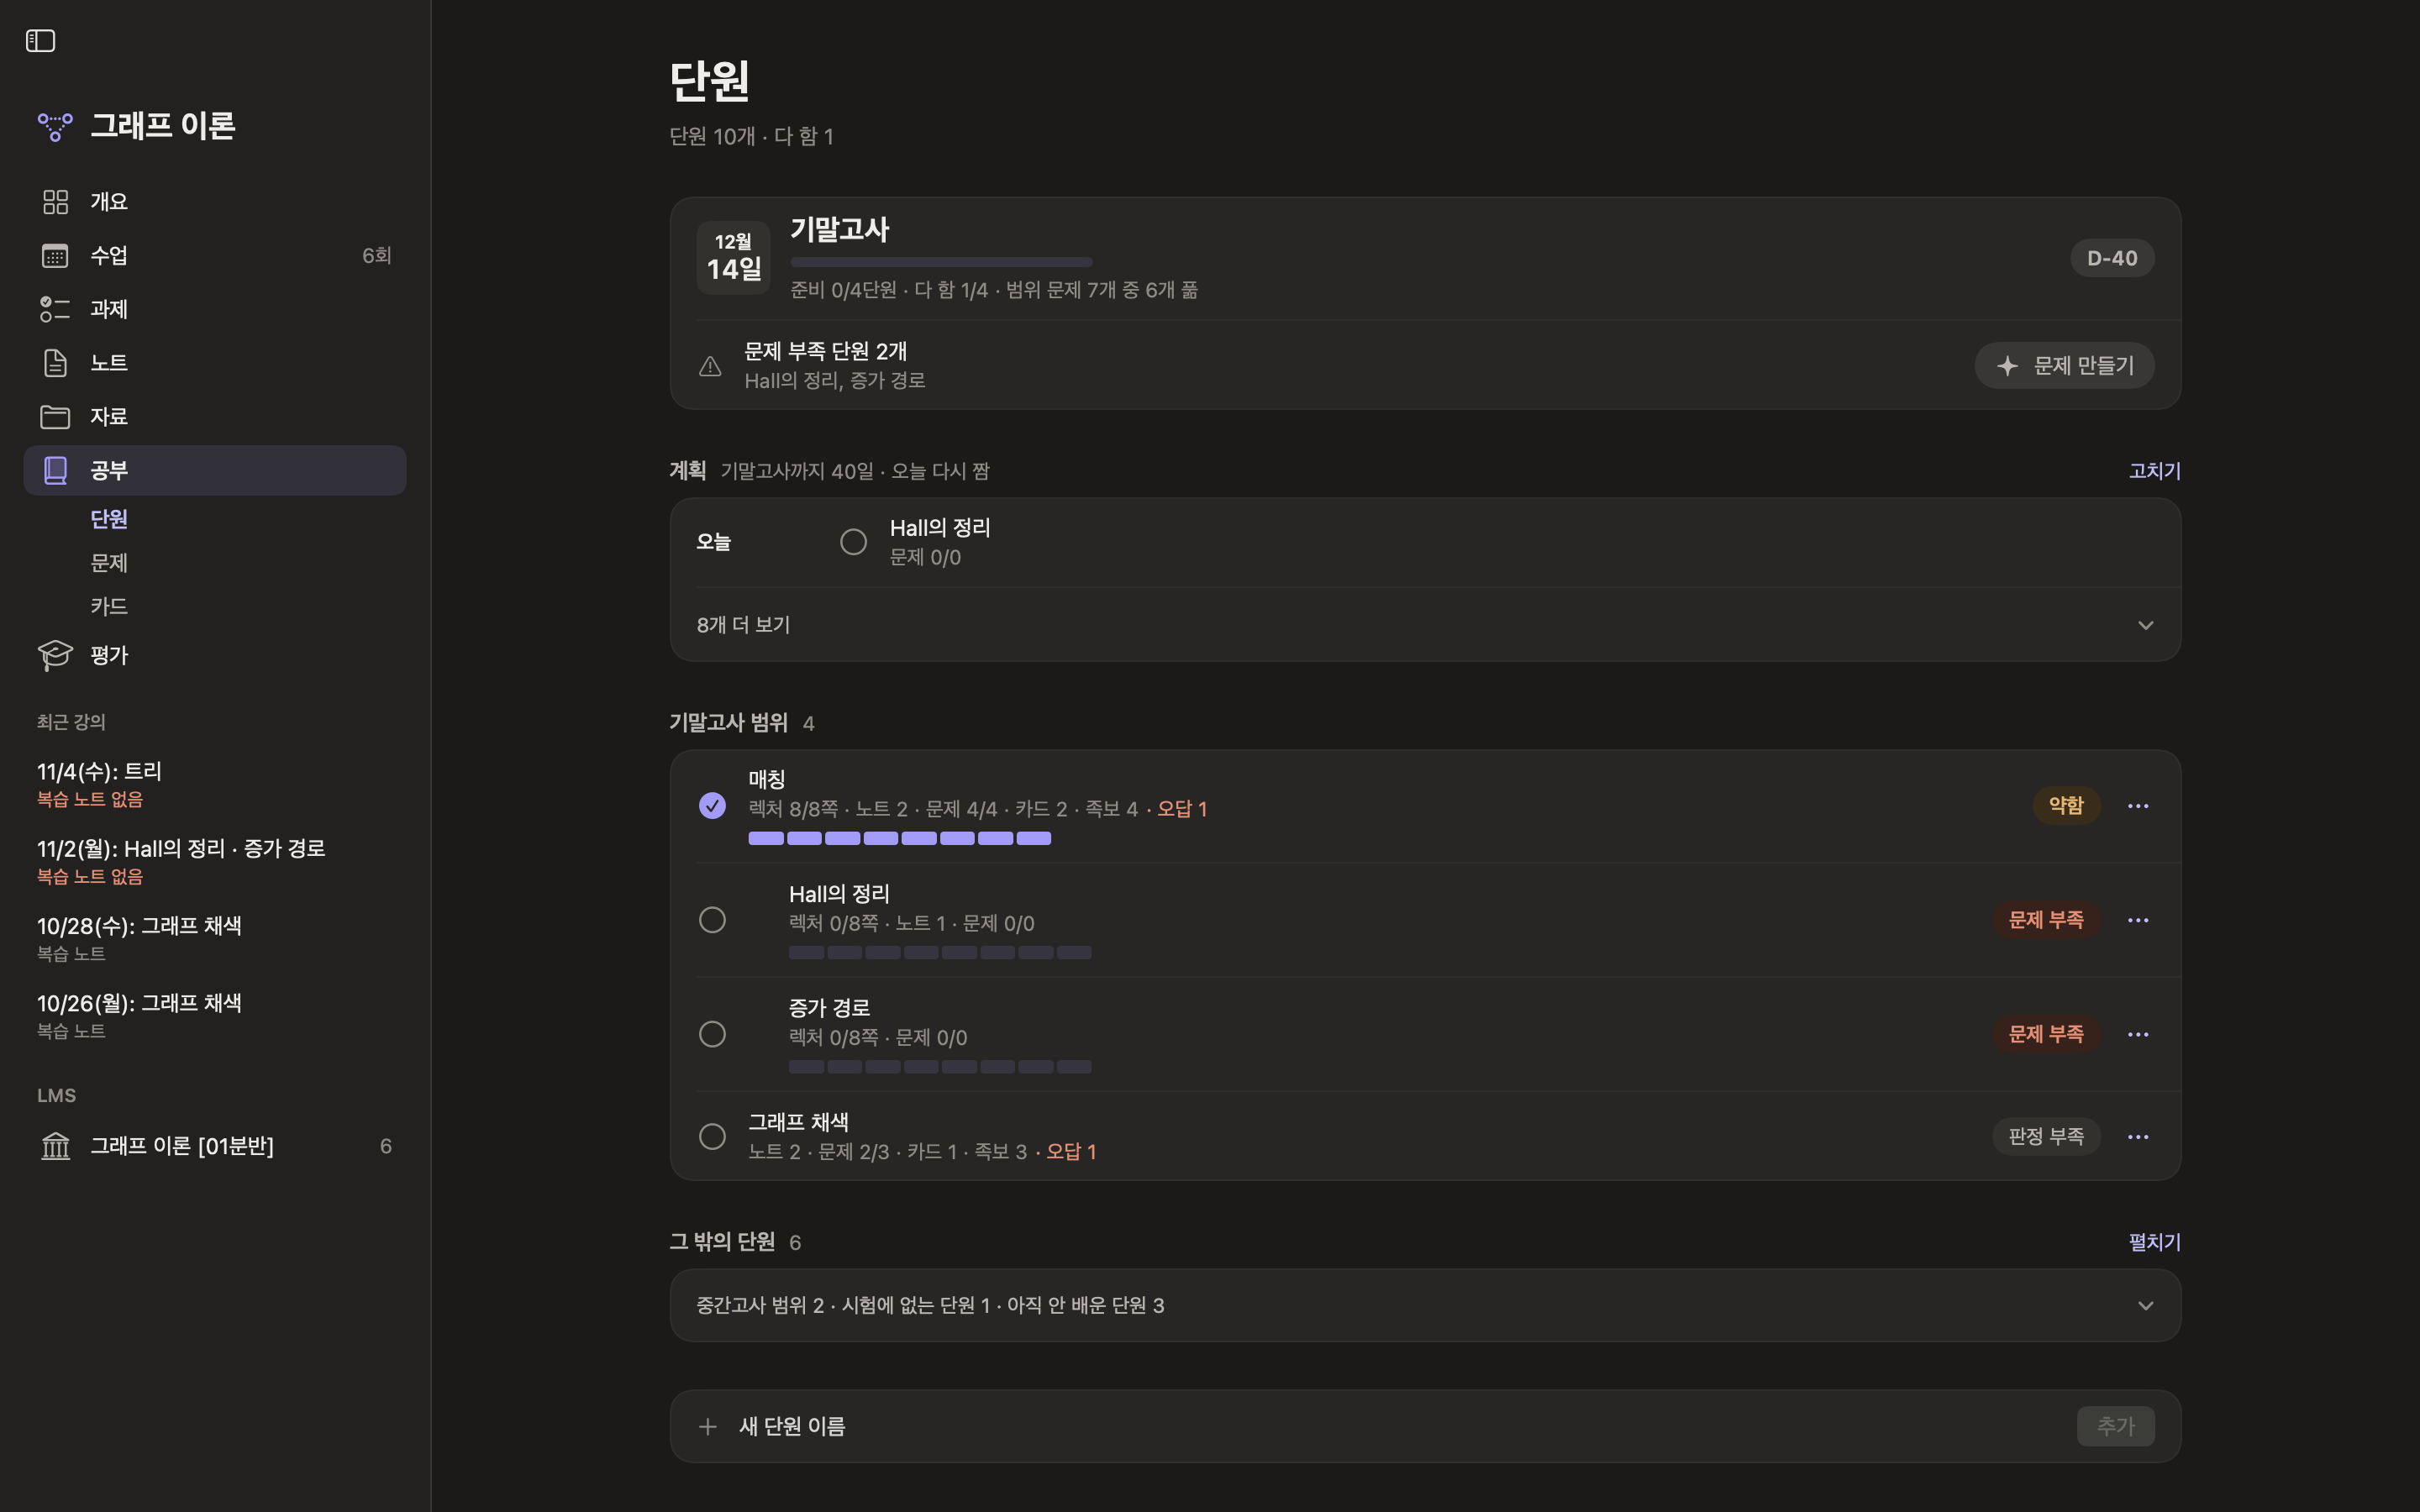 그래프 이론
개요
수업 6회
과제
노트
자료
공부
단원
문제
카드
평가
최근 강의
11/4(수): 트리
복습 노트 없음
11/2(월): Hall의 정리 · 증가 경로
복습 노트 없음
10/28(수): 그래프 채색
복습 노트
10/26(월): 그래프 채색
복습 노트
LMS
그래프 이론 [01분반] 6
단원
단원 10개 · 다 함 1
12월
14일
기말고사
준비 0/4단원 · 다 함 1/4 · 범위 문제 7개 중 6개 풂
D-40
문제 부족 단원 2개
Hall의 정리, 증가 경로
문제 만들기
계획 기말고사까지 40일 · 오늘 다시 짬 고치기
오늘
Hall의 정리
문제 0/0
8개 더 보기
기말고사 범위 4
매칭
렉처 8/8쪽 · 노트 2 · 문제 4/4 · 카드 2 · 족보 4 · 오답 1
약함
Hall의 정리
렉처 0/8쪽 · 노트 1 · 문제 0/0
문제 부족
증가 경로
렉처 0/8쪽 · 문제 0/0
문제 부족
그래프 채색
노트 2 · 문제 2/3 · 카드 1 · 족보 3 · 오답 1
판정 부족
그 밖의 단원 6 펼치기
중간고사 범위 2 · 시험에 없는 단원 1 · 아직 안 배운 단원 3
새 단원 이름
추가